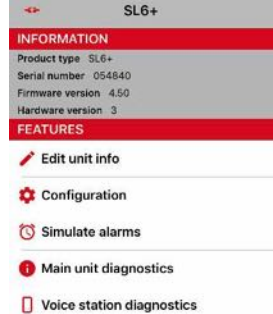 SL6+
INFORMATION
Product type SL6+
Serial number 054840
Firmware version 4.50
Hardware version 3
FEATURES
Edit unit info
Configuration
Simulate alarms
Main unit diagnostics
Voice station diagnostics